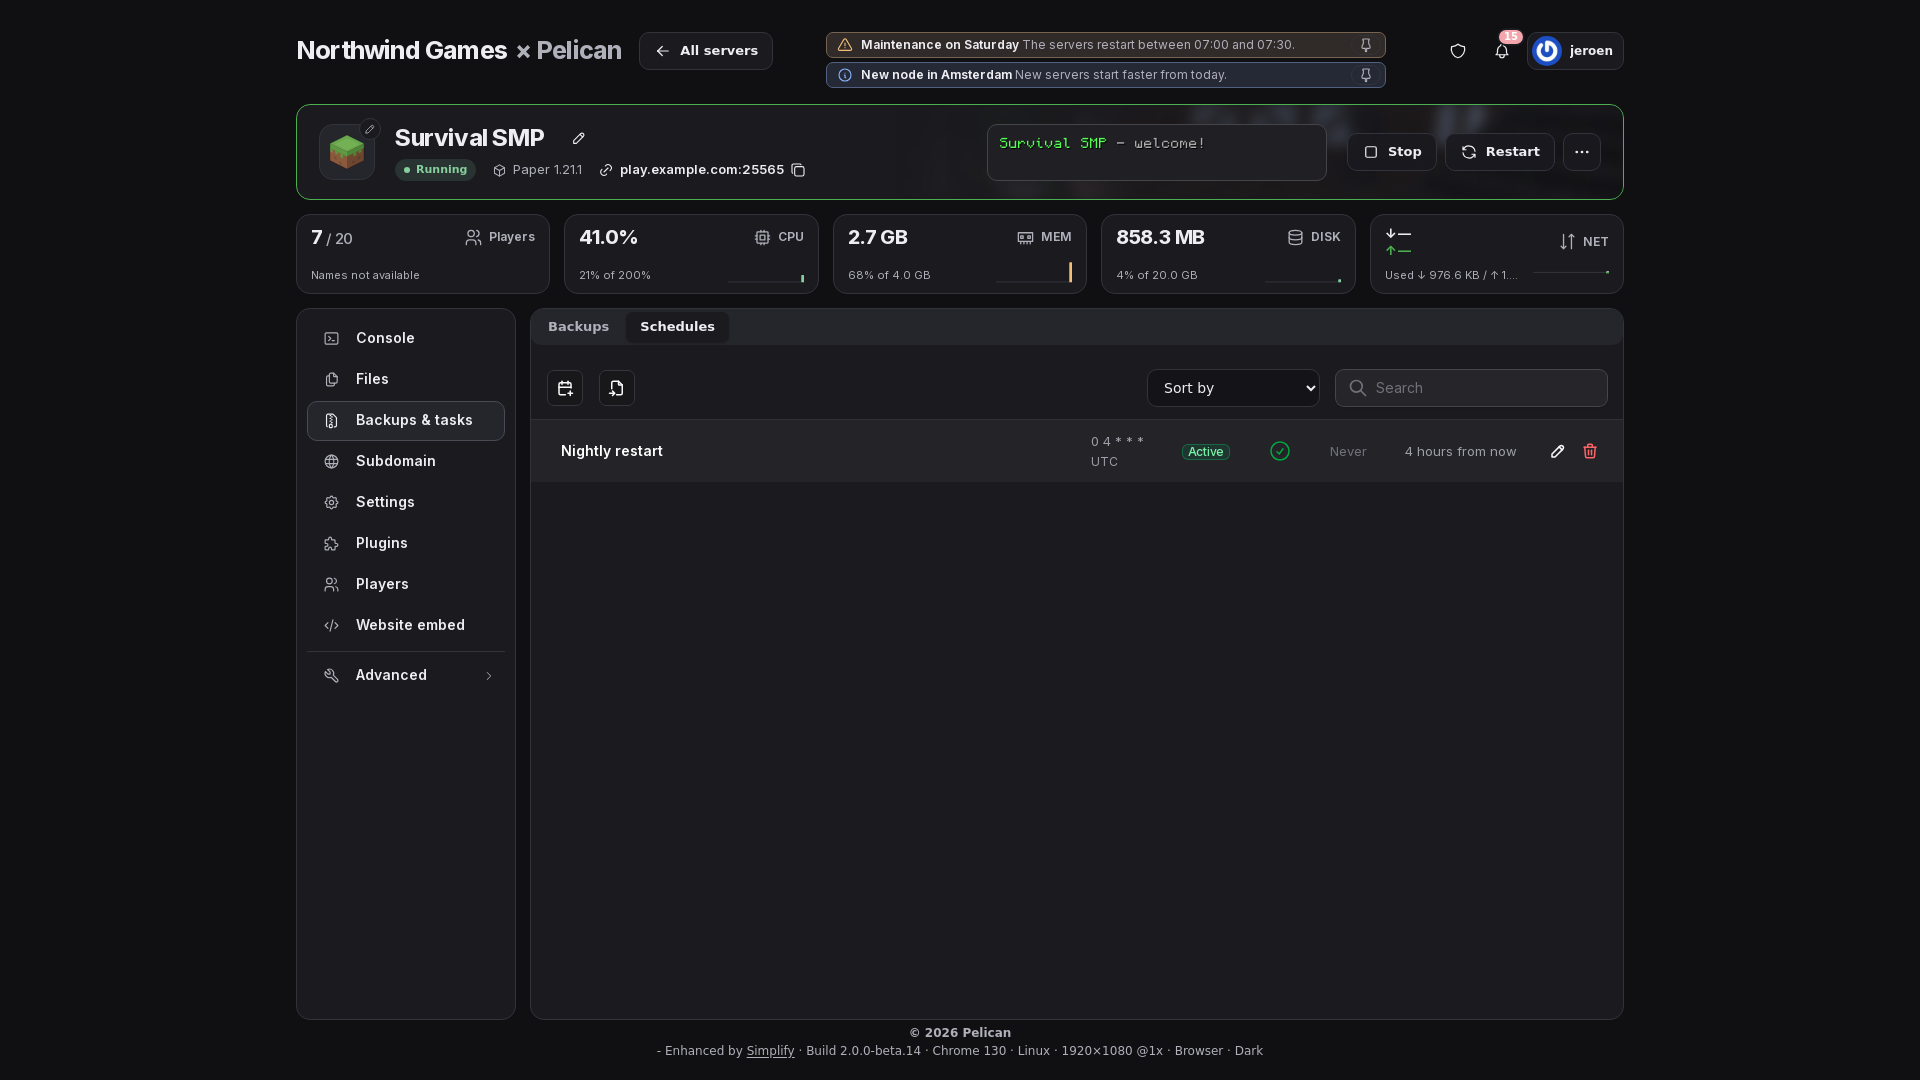 Northwind Games × Pelican
All servers
Maintenance on Saturday The servers restart between 07:00 and 07:30.
New node in Amsterdam New servers start faster from today.
15
jeroen
Survival SMP
Running
Paper 1.21.1
play.example.com:25565
Survival SMP - welcome!
Stop
Restart
7 / 20
Players
Names not available
41.0%
CPU
21% of 200%
2.7 GB
MEM
68% of 4.0 GB
858.3 MB
DISK
4% of 20.0 GB
↓—
↑—
NET
Used ↓ 976.6 KB / ↑ 1....
Console
Files
Backups & tasks
Subdomain
Settings
Plugins
Players
Website embed
Advanced
Backups
Schedules
Sort by
Search
Nightly restart
0 4 * * *
UTC
Active
Never
4 hours from now
© 2026 Pelican
- Enhanced by Simplify · Build 2.0.0-beta.14 · Chrome 130 · Linux · 1920×1080 @1x · Browser · Dark